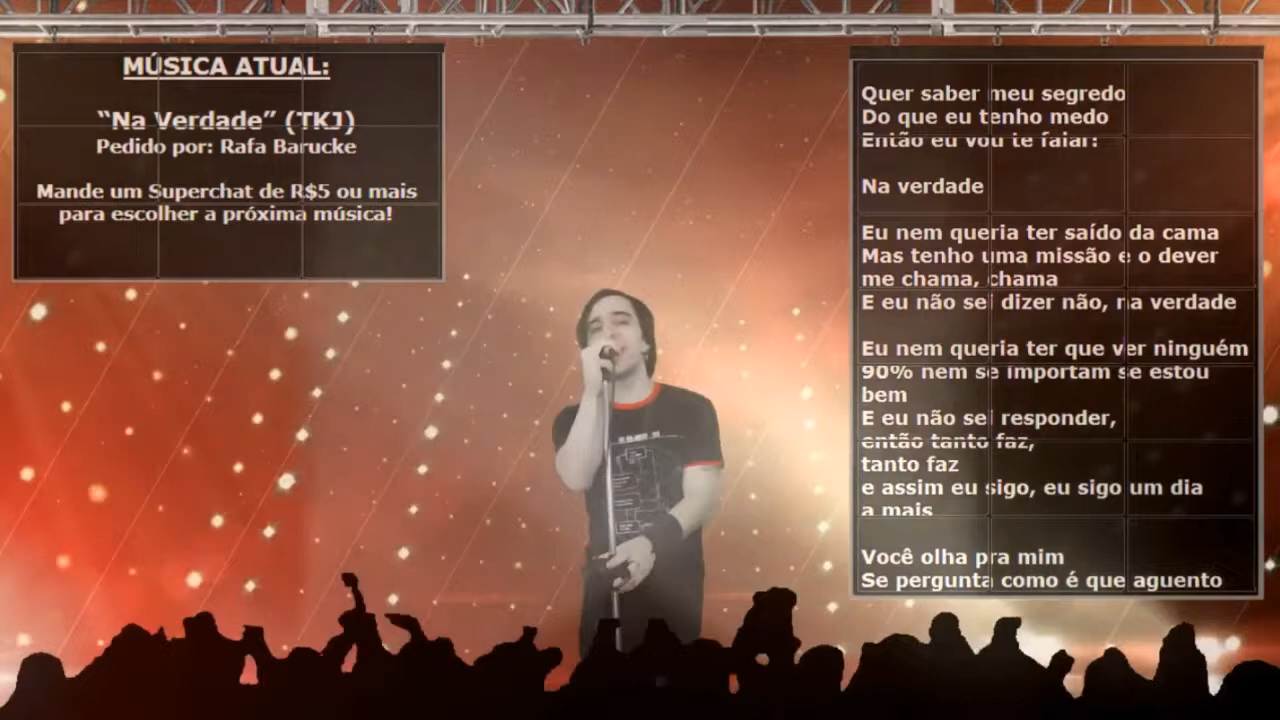 MÚSICA ATUAL:
“Na Verdade” (TKJ)
Pedido por: Rafa Barucke
Mande um Superchat de R$5 ou mais
para escolher a próxima música!
Quer saber meu segredo
Do que eu tenho medo
Então eu vou te falar:
Na verdade
Eu nem queria ter saído da cama
Mas tenho uma missão e o dever
me chama, chama
E eu não sei dizer não, na verdade
Eu nem queria ter que ver ninguém
90% nem se importam se estou
bem
E eu não sei responder,
então tanto faz,
tanto faz
e assim eu sigo, eu sigo um dia
a mais
Você olha pra mim
Se pergunta como é que aguento